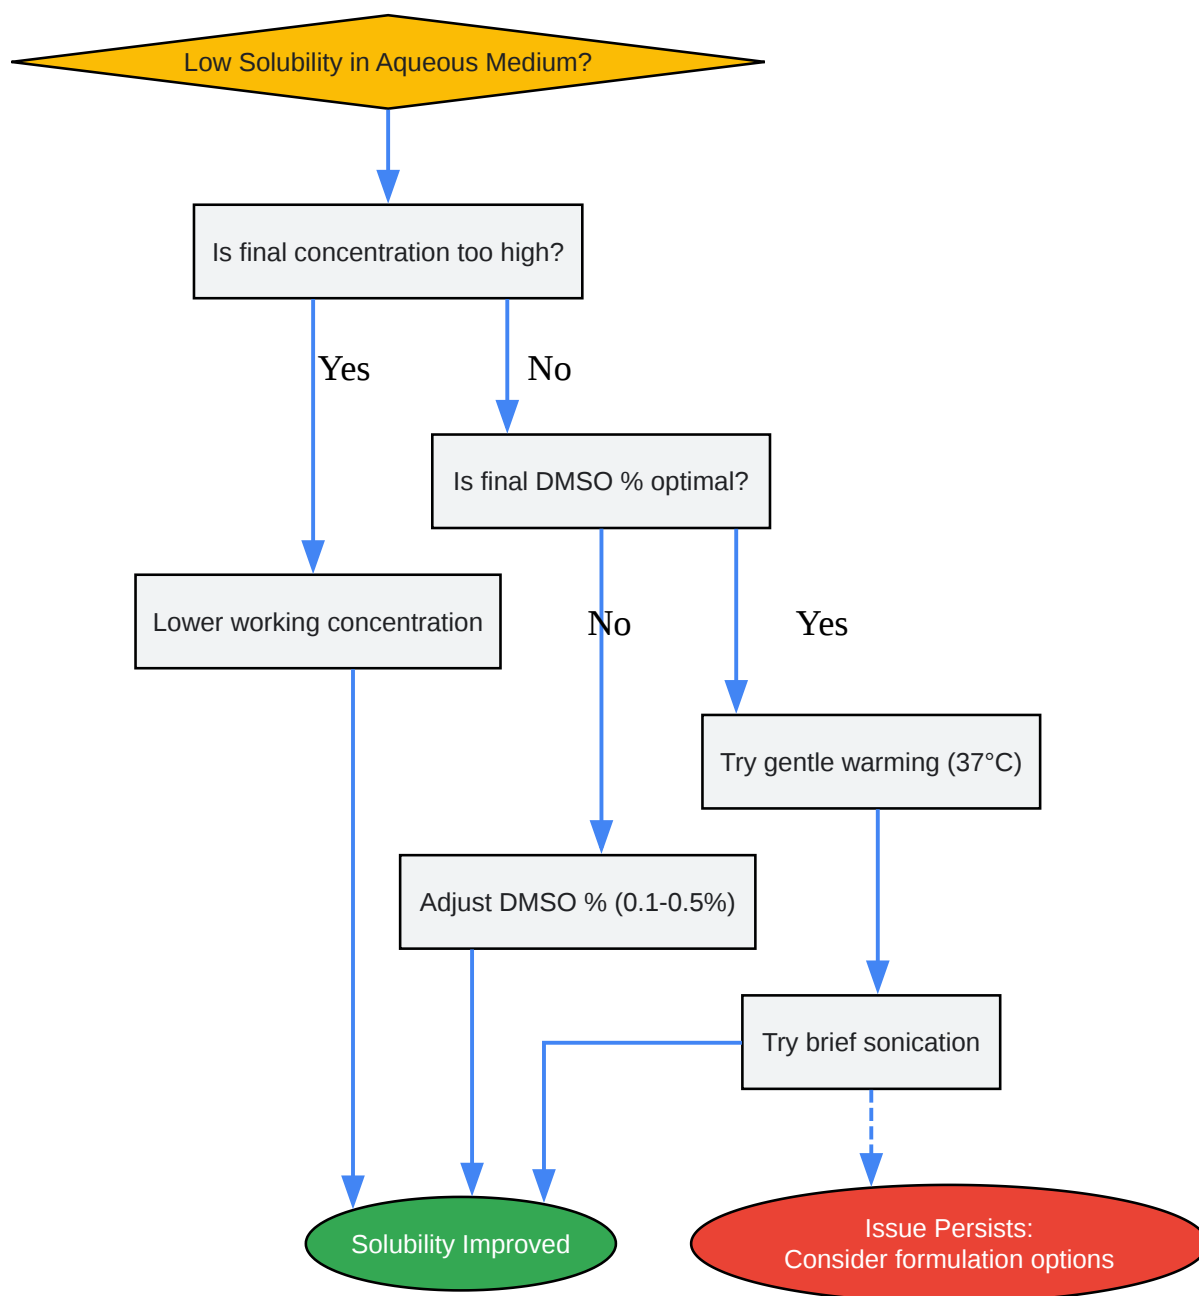 Low Solubility in Aqueous Medium?
Is final concentration too high?
Yes
No
Is final DMSO % optimal?
Lower working concentration
No
Yes
Try gentle warming (37°C)
Adjust DMSO % (0.1-0.5%)
Try brief sonication
Solubility Improved
Issue Persists:
Consider formulation options